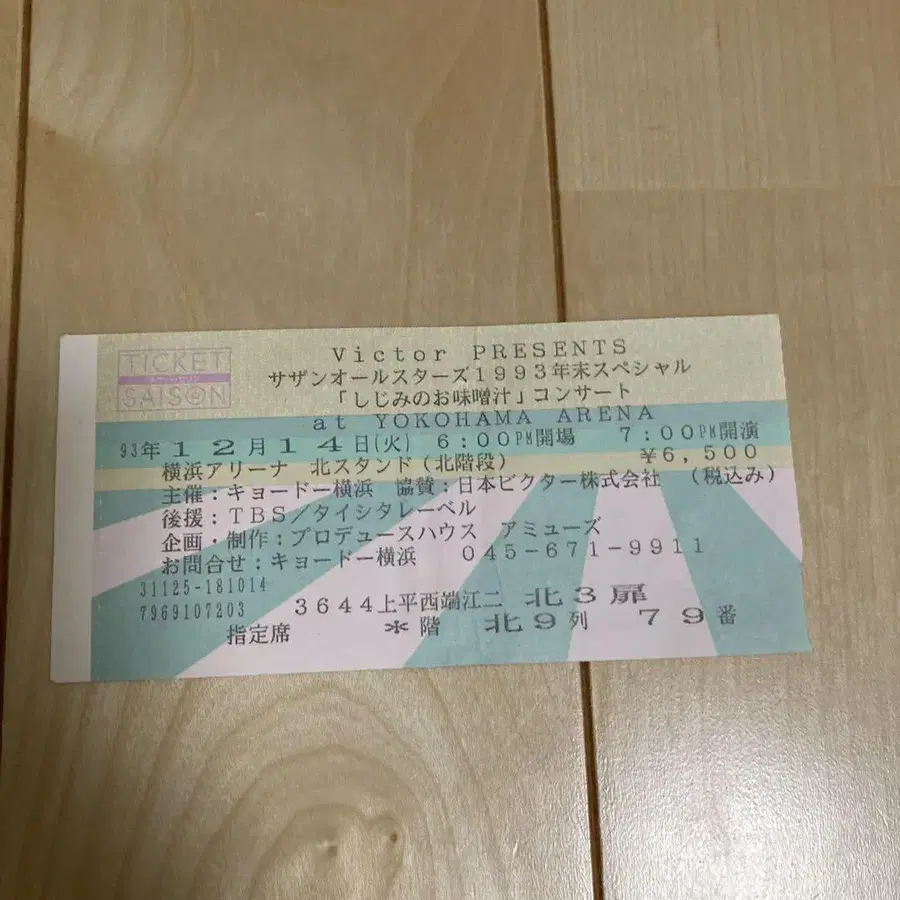 TICKET
チケットセゾン
SAISON
Victor PRESENTS
サザンオールスターズ1993年末スペシャル
「しじみのお味噌汁」コンサート
at YOKOHAMA ARENA
93年12月14日(火) 6:00PM開場 7:00PM開演
横浜アリーナ 北スタンド(北階段) ¥6,500
主催:キョードー横浜 協賛:日本ビクター株式会社 (税込み)
後援:TBS/タイシタレーベル
企画・制作:プロデュースハウス アミューズ
お問合せ:キョードー横浜 045-671-9911
31125-181014
7969107203 3644上平西端江二 北3扉
指定席 *階 北9列 79番